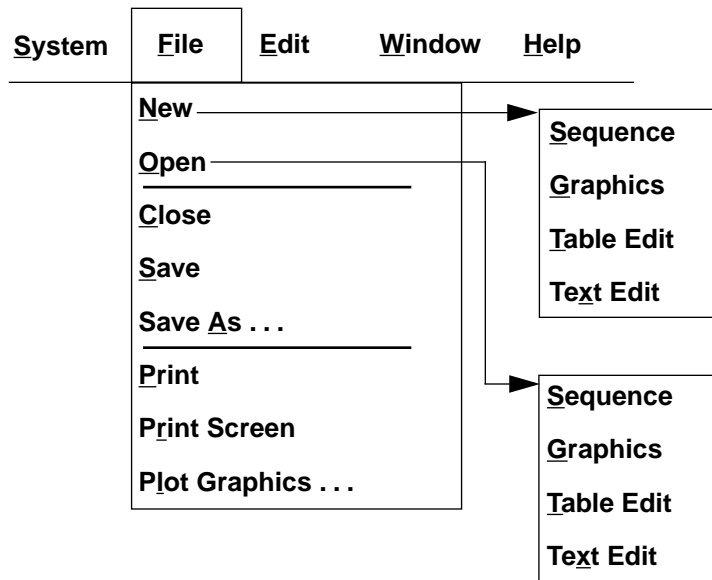 System File Edit Window Help
New
Open
Close
Save
Save As . . .
Print
Print Screen
Plot Graphics . . .
Sequence
Graphics
Table Edit
Text Edit
Sequence
Graphics
Table Edit
Text Edit